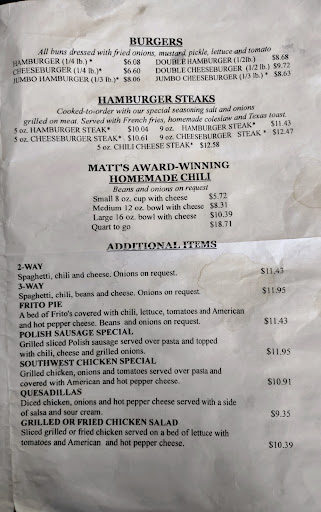 BURGERS
All buns dressed with fried onions, mustard, pickle, lettuce and tomato
HAMBURGER (1/4 lb.) * $6.08 DOUBLE HAMBURGER (1/2lb.) $8.68
CHEESEBURGER (1/4 lb.)* $6.60 DOUBLE CHEESEBURGER (1/2 lb.) $9.72
JUMBO HAMBURGER (1/3 lb.)* $8.06 JUMBO CHEESEBURGER (1/3 lb.) * $8.63
HAMBURGER STEAKS
Cooked-to-order with our special seasoning salt and onions
grilled on meat. Served with French fries, homemade coleslaw and Texas toast.
5 oz. HAMBURGER STEAK* $10.04 9 oz. HAMBURGER STEAK* $11.43
5 oz. CHEESEBURGER STEAK* $10.61 9 oz. CHEESEBURGER STEAK * $12.47
5 oz. CHILI CHEESE STEAK* $12.58
MATT'S AWARD-WINNING
HOMEMADE CHILI
Beans and onions on request
Small 8 oz. cup with cheese $5.72
Medium 12 oz. bowl with cheese $8.31
Large 16 oz. bowl with cheese $10.39
Quart to go $18.71
ADDITIONAL ITEMS
2-WAY
Spaghetti, chili and cheese. Onions on request. $11.43
3-WAY
Spaghetti, chili, beans and cheese. Onions on request. $11.95
FRITO PIE
A bed of Frito's covered with chili, lettuce, tomatoes and American
and hot pepper cheese. Beans and onions on request. $11.43
POLISH SAUSAGE SPECIAL
Grilled sliced Polish sausage served over pasta and topped
with chili, cheese and grilled onions. $11.95
SOUTHWEST CHICKEN SPECIAL
Grilled chicken, onions and tomatoes served over pasta and
covered with American and hot pepper cheese. $10.91
QUESADILLAS
Diced chicken, onions and hot pepper cheese served with a side
of salsa and sour cream. $9.35
GRILLED OR FRIED CHICKEN SALAD
Sliced grilled or fried chicken served on a bed of lettuce with
tomatoes and American and hot pepper cheese. $10.39